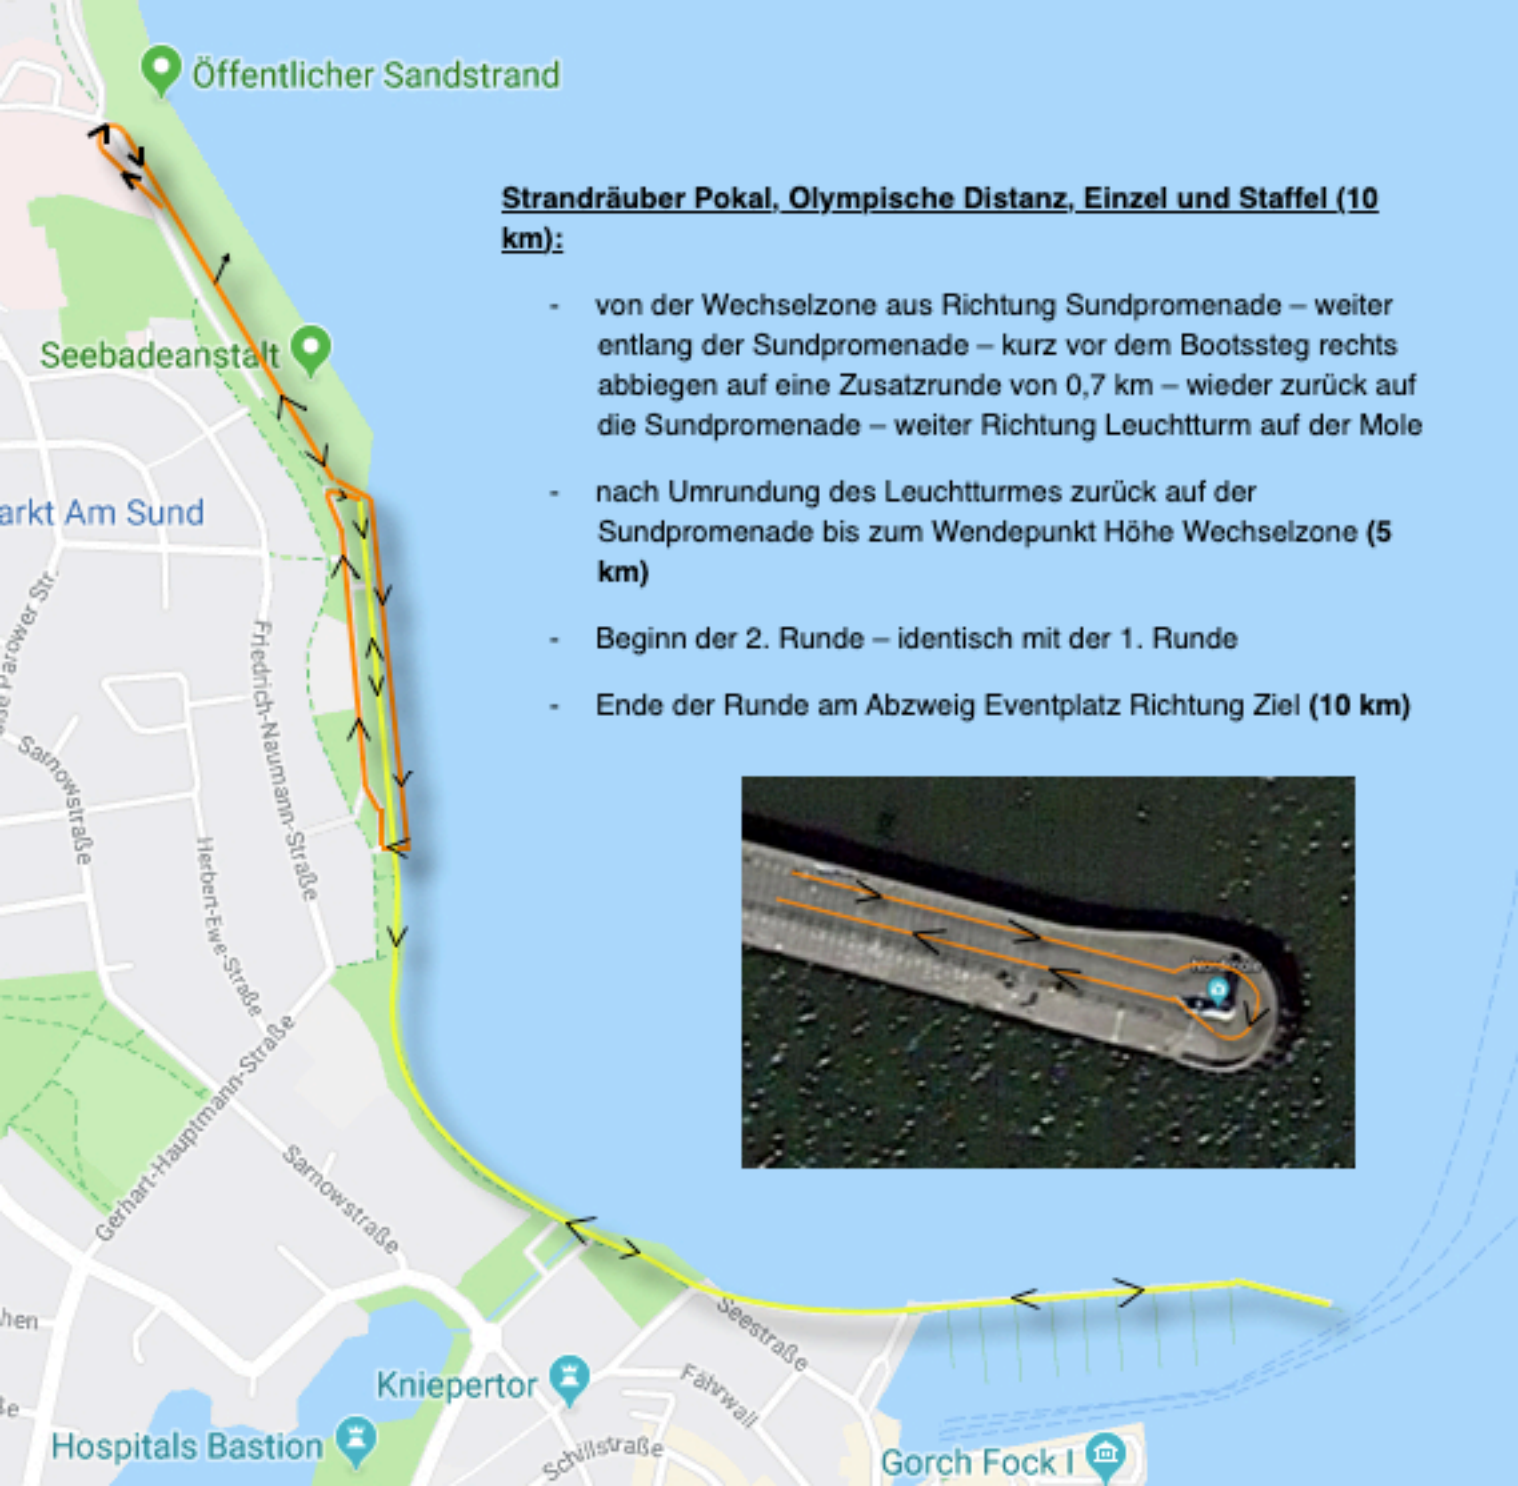 Öffentlicher Sandstrand
Strandräuber Pokal, Olympische Distanz, Einzel und Staffel (10
km):
- von der Wechselzone aus Richtung Sundpromenade – weiter
entlang der Sundpromenade – kurz vor dem Bootssteg rechts
abbiegen auf eine Zusatzrunde von 0,7 km – wieder zurück auf
die Sundpromenade – weiter Richtung Leuchtturm auf der Mole
- nach Umrundung des Leuchtturmes zurück auf der
Sundpromenade bis zum Wendepunkt Höhe Wechselzone (5
km)
- Beginn der 2. Runde – identisch mit der 1. Runde
- Ende der Runde am Abzweig Eventplatz Richtung Ziel (10 km)
Seebadeanstalt
arkt Am Sund
Friedrich-Naumann-Straße
Sarnowstraße
Herbert-Ewe-Straße
Gerhart-Hauptmann-Straße
Sarnowstraße
Seestraße
Fährwall
Kniepertor
Hospitals Bastion
Schillstraße
Gorch Fock I
hen